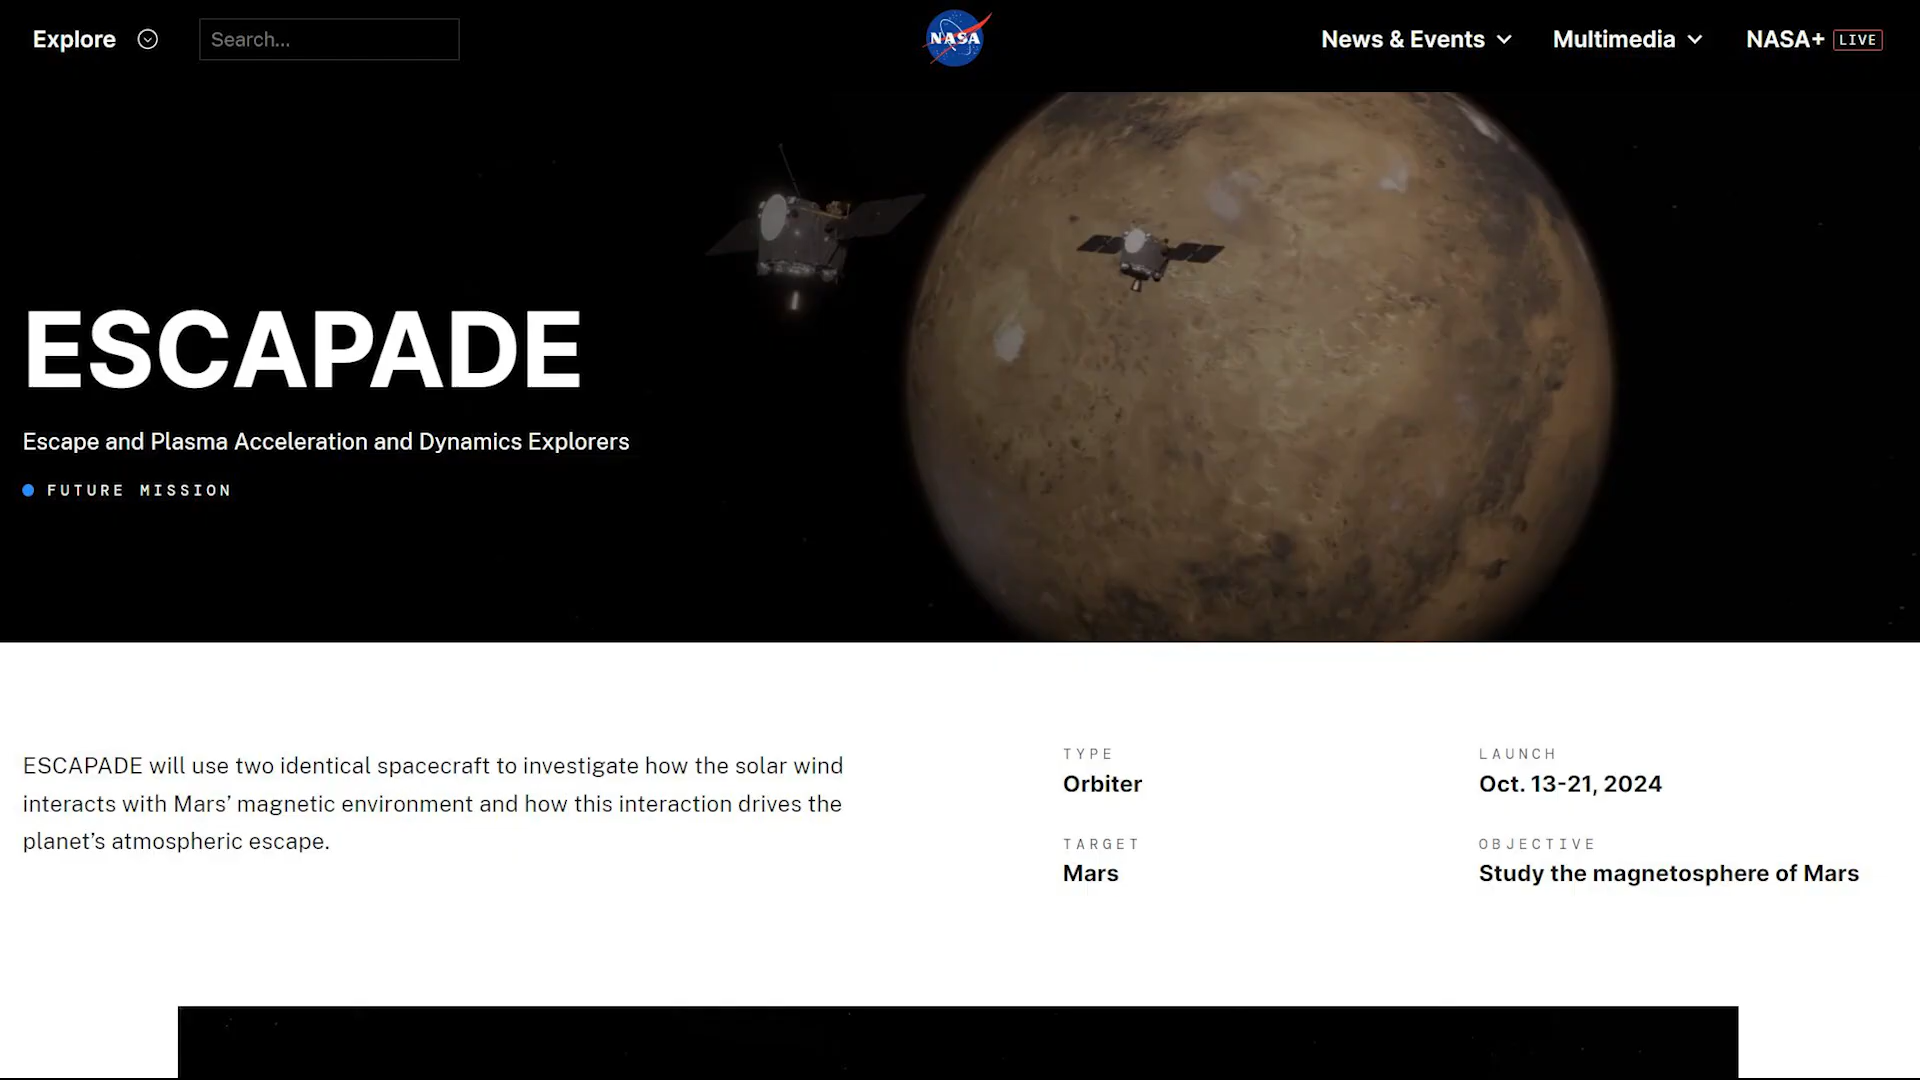 Explore
Search...
NASA
News & Events
Multimedia
NASA+ LIVE
ESCAPADE
Escape and Plasma Acceleration and Dynamics Explorers
FUTURE MISSION
ESCAPADE will use two identical spacecraft to investigate how the solar wind
interacts with Mars’ magnetic environment and how this interaction drives the
planet’s atmospheric escape.
TYPE
Orbiter
LAUNCH
Oct. 13-21, 2024
TARGET
Mars
OBJECTIVE
Study the magnetosphere of Mars